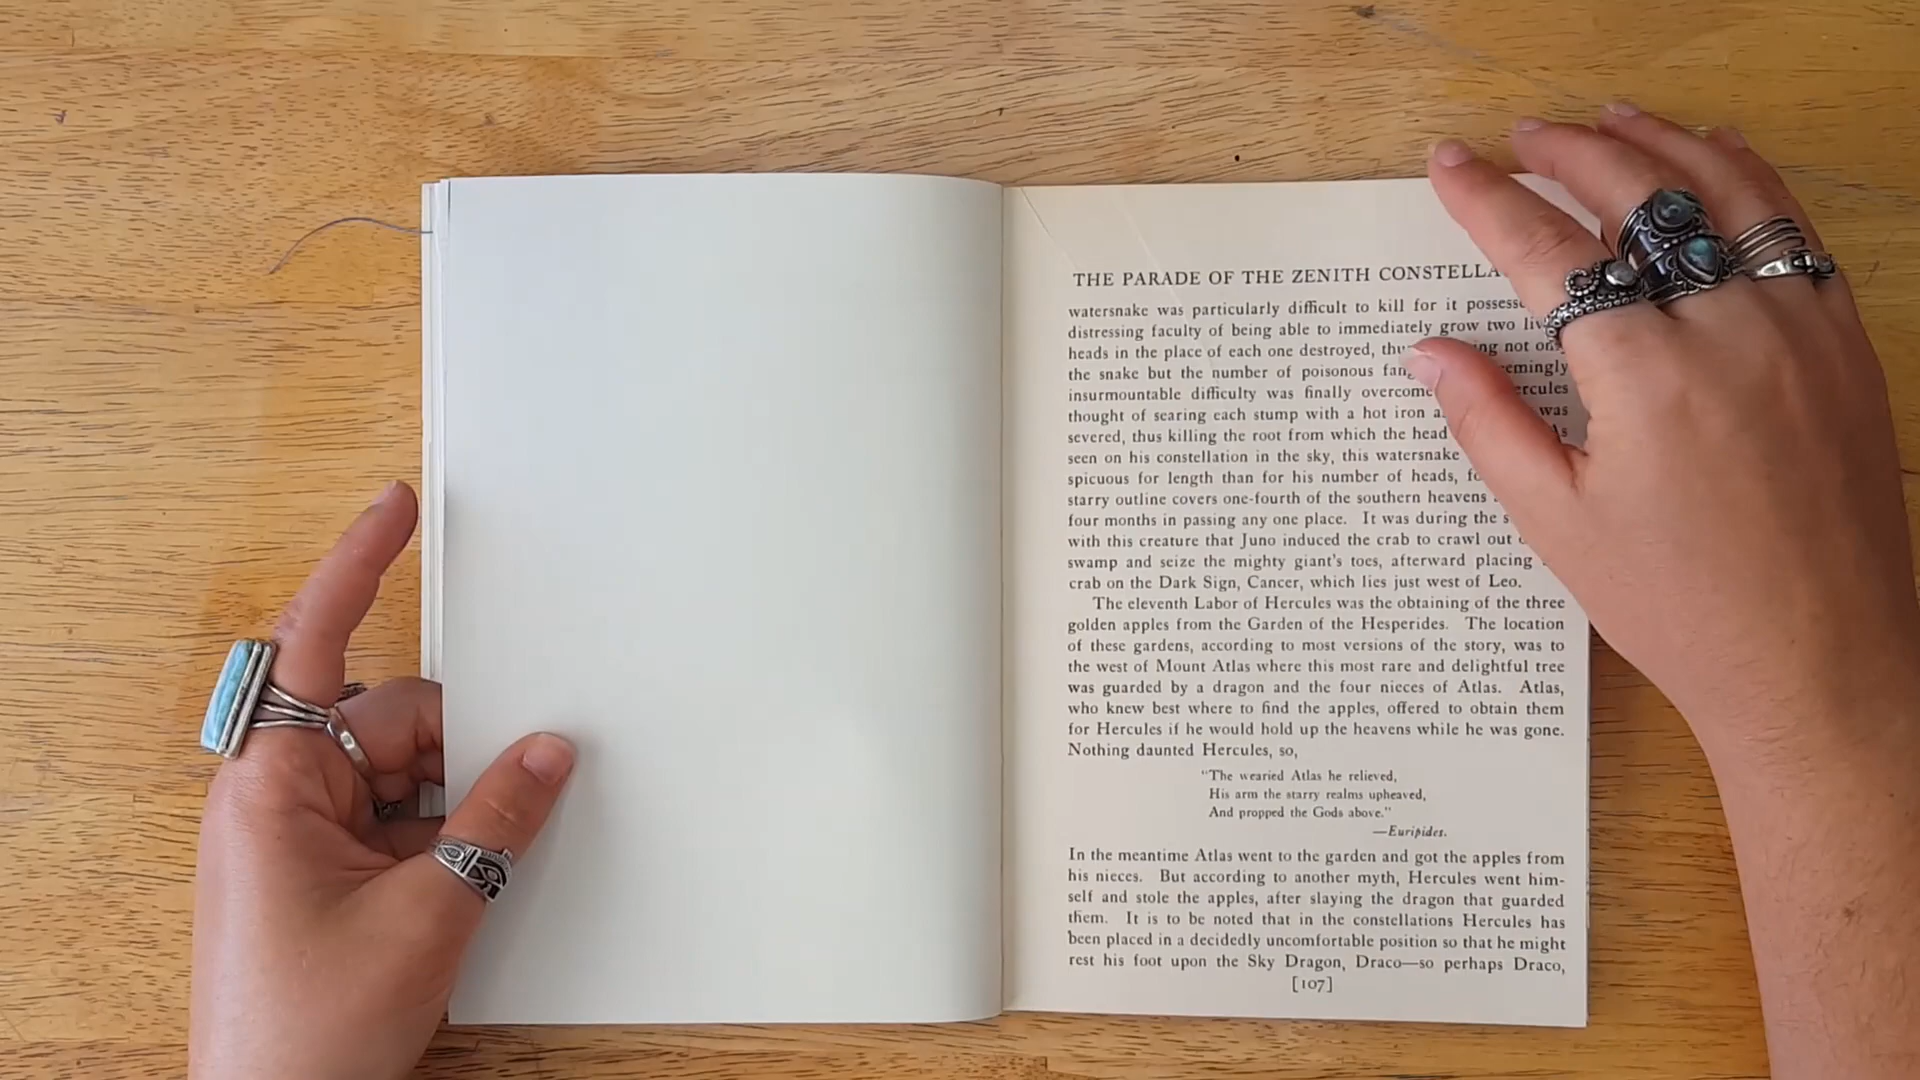 THE PARADE OF THE ZENITH
watersnake was particularly difficult to kill for it
distressing faculty of being able to immediately grow two
heads in the place of each one destroyed, not
the snake but the number of poisonous
insurmountable difficulty was finally
thought of searing each stump with a hot iron was
severed, thus killing the root from which the head
seen on his constellation in the sky, this watersnake
spicuous for length than for his number of heads,
starry outline covers one-fourth of the southern heavens
four months in passing any one place. It was during the
with this creature that Juno induced the crab to crawl out
swamp and seize the mighty giant's toes, afterward placing
crab on the Dark Sign, Cancer, which lies just west of Leo.
The eleventh Labor of Hercules was the obtaining of the three
golden apples from the Garden of the Hesperides. The location
of these gardens, according to most versions of the story, was to
the west of Mount Atlas where this most rare and delightful tree
was guarded by a dragon and the four nieces of Atlas. Atlas,
who knew best where to find the apples, offered to obtain them
for Hercules if he would hold up the heavens while he was gone.
Nothing daunted Hercules, so,
"The wearied Atlas he relieved,
His arm the starry realms upheaved,
And propped the Gods above."
—Euripides.
In the meantime Atlas went to the garden and got the apples from
his nieces. But according to another myth, Hercules went him-
self and stole the apples, after slaying the dragon that guarded
them. It is to be noted that in the constellations Hercules has
been placed in a decidedly uncomfortable position so that he might
rest his foot upon the Sky Dragon, Draco—so perhaps Draco,
[107]